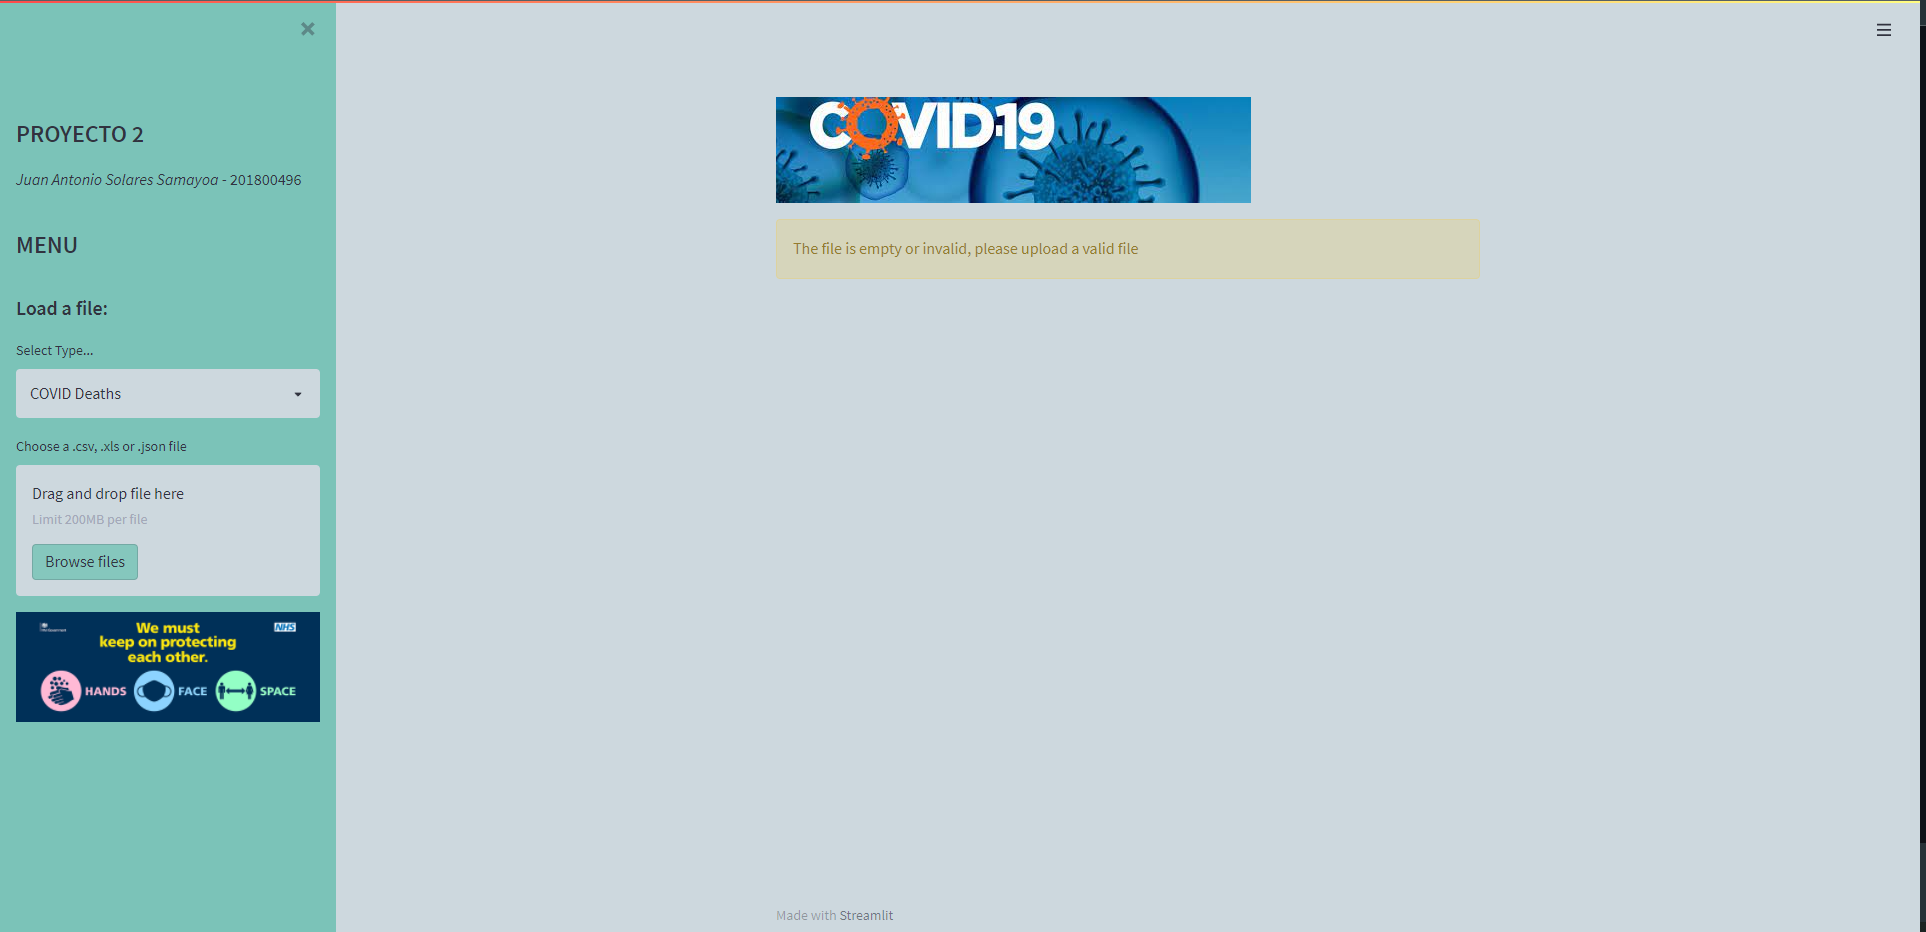 PROYECTO 2
Juan Antonio Solares Samayoa - 201800496
MENU
Load a file:
Select Type...
COVID Deaths
Choose a .csv, .xls or .json file
Drag and drop file here
Limit 200MB per file
Browse files
We must
keep on protecting
each other.
NHS
HANDS
FACE
SPACE
COVID-19
The file is empty or invalid, please upload a valid file
Made with Streamlit